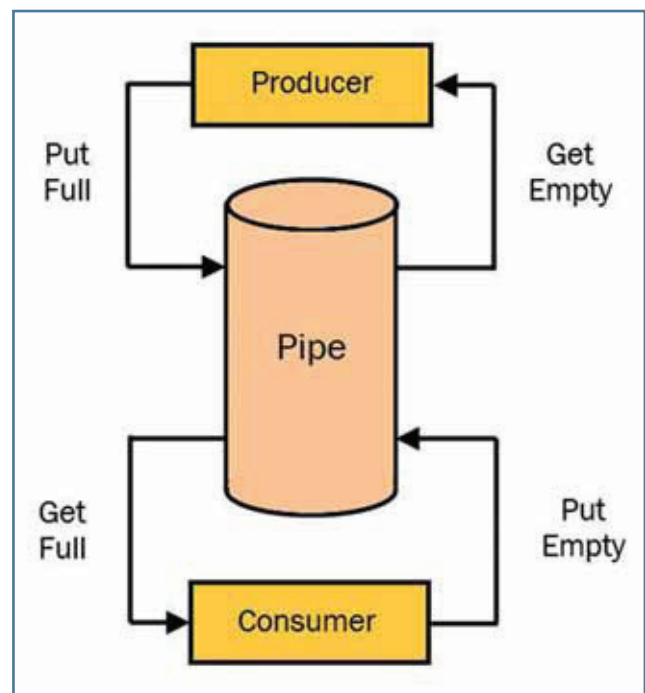 Producer
Put
Full
Get
Empty
Pipe
Get
Full
Put
Empty
Consumer